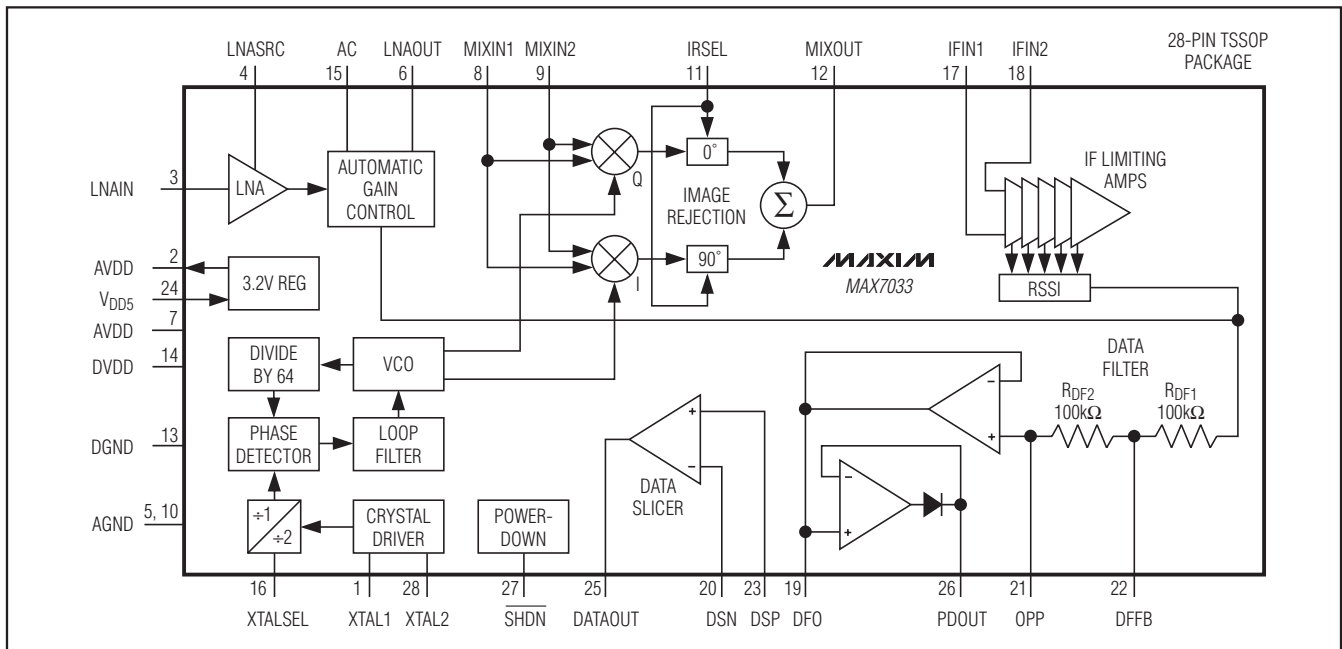 28-PIN TSSOP
PACKAGE
LNASRC
4
AC
15
LNAOUT
6
MIXIN1
8
MIXIN2
9
IRSEL
11
MIXOUT
12
IFIN1
17
IFIN2
18
LNAIN
3
LNA
AUTOMATIC
GAIN
CONTROL
Q
0°
IMAGE
REJECTION
Σ
I
90°
MAXIM
MAX7033
IF LIMITING
AMPS
RSSI
AVDD
2
VDD5
24
3.2V REG
AVDD
7
DVDD
14
DIVIDE
BY 64
VCO
DGND
13
PHASE
DETECTOR
LOOP
FILTER
AGND
5, 10
÷1
÷2
CRYSTAL
DRIVER
POWER-
DOWN
+
−
DATA
SLICER
−
+
−
+
DATA
FILTER
RDF2
100kΩ
RDF1
100kΩ
16
XTALSEL
1
XTAL1
28
XTAL2
27
SHDN
25
DATAOUT
20
DSN
23
DSP
19
DFO
26
PDOUT
21
OPP
22
DFFB